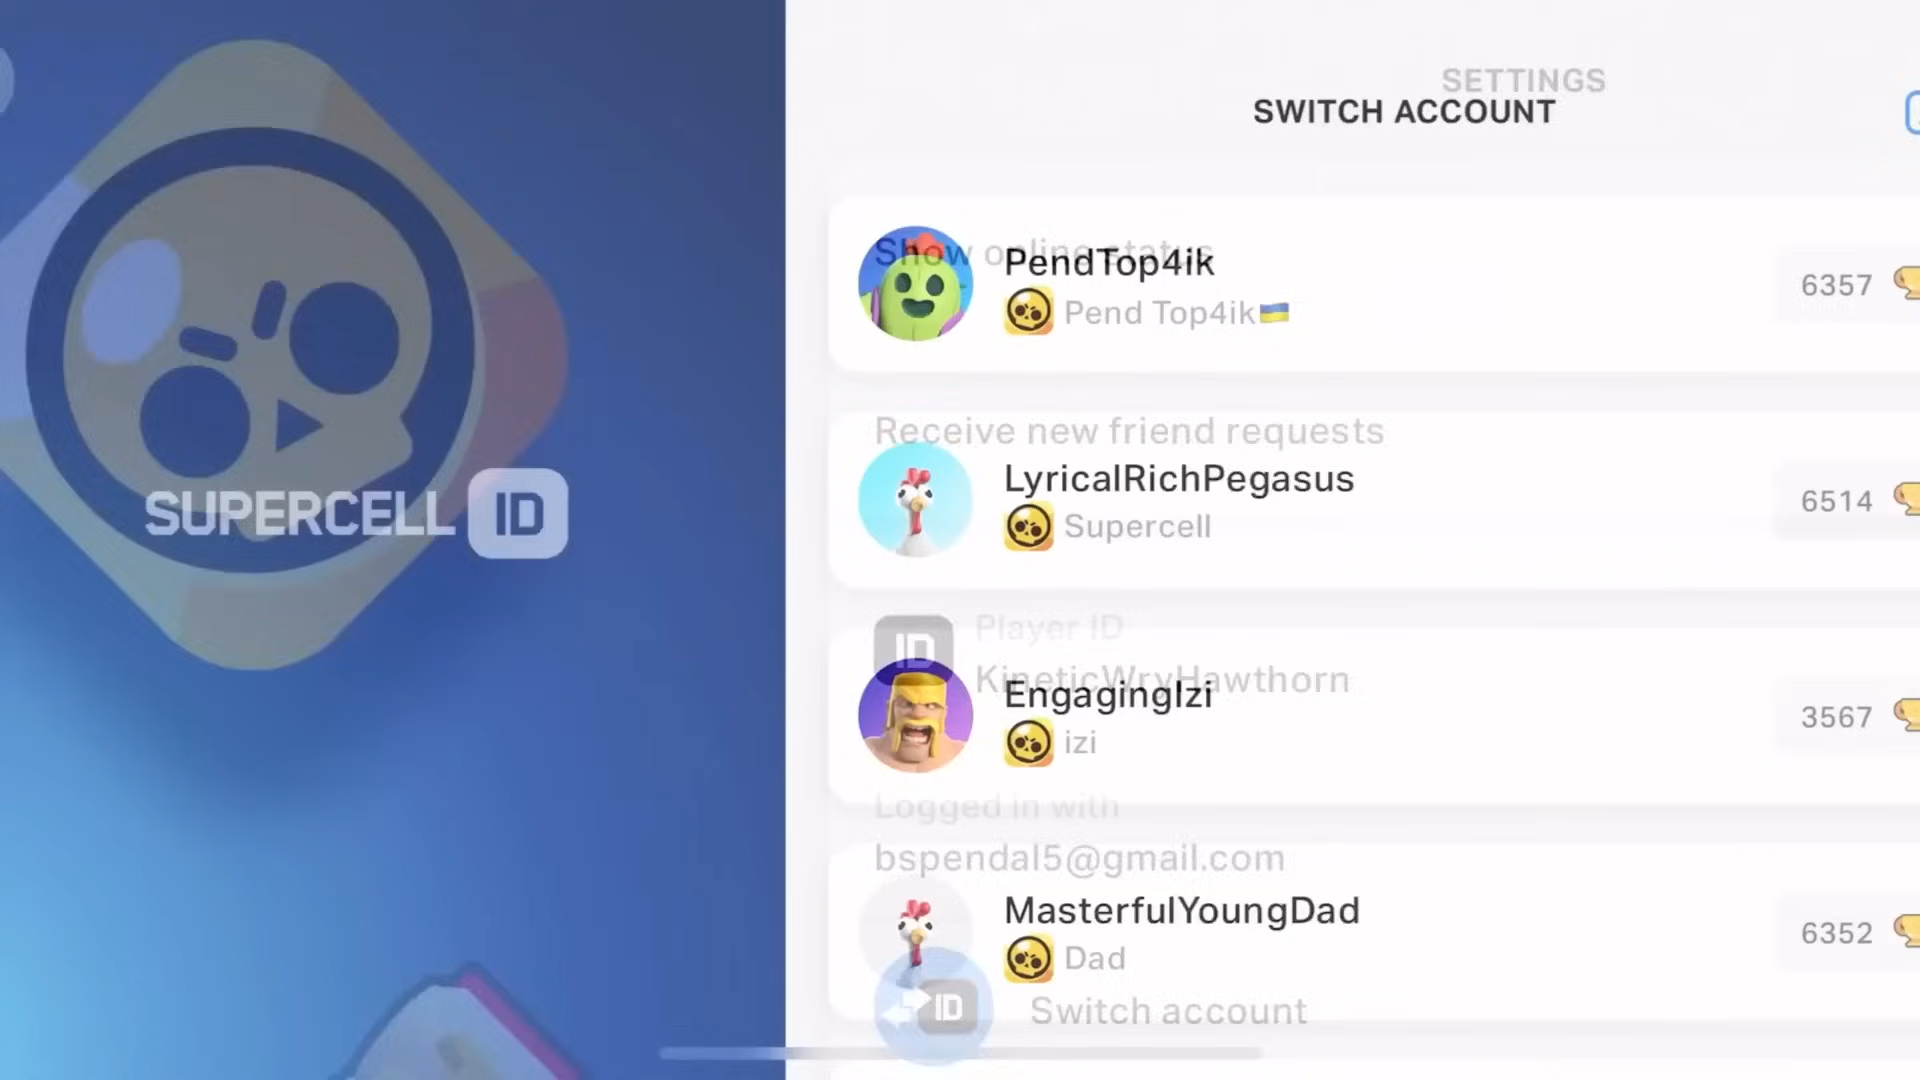 SETTINGS
SWITCH ACCOUNT
Show online status
PendTop4ik
6357
Pend Top4ik🇺🇦
Receive new friend requests
LyricalRichPegasus
6514
Supercell
SUPERCELL ID
ID
Player ID
KineticWryHawthorn
EngagingIzi
3567
izi
Logged in with
bspendal5@gmail.com
MasterfulYoungDad
6352
Dad
ID
Switch account